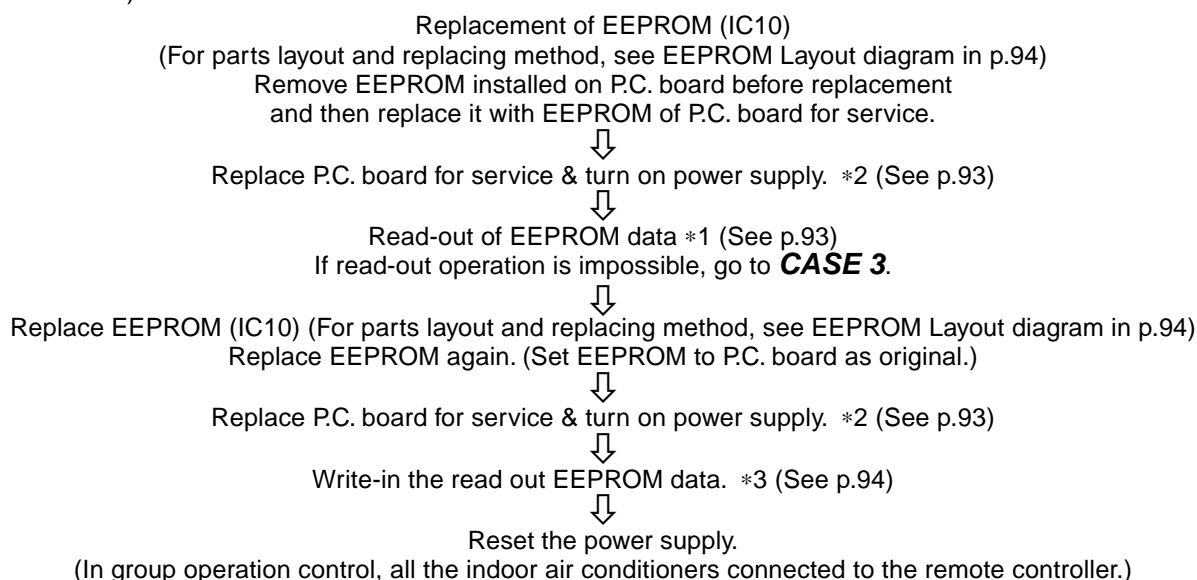 Replacement of EEPROM (IC10)
(For parts layout and replacing method, see EEPROM Layout diagram in p.94)
Remove EEPROM installed on P.C. board before replacement
and then replace it with EEPROM of P.C. board for service.
⇩
Replace P.C. board for service & turn on power supply. *2 (See p.93)
⇩
Read-out of EEPROM data *1 (See p.93)
If read-out operation is impossible, go to CASE 3.
⇩
Replace EEPROM (IC10) (For parts layout and replacing method, see EEPROM Layout diagram in p.94)
Replace EEPROM again. (Set EEPROM to P.C. board as original.)
⇩
Replace P.C. board for service & turn on power supply. *2 (See p.93)
⇩
Write-in the read out EEPROM data. *3 (See p.94)
⇩
Reset the power supply.
(In group operation control, all the indoor air conditioners connected to the remote controller.)